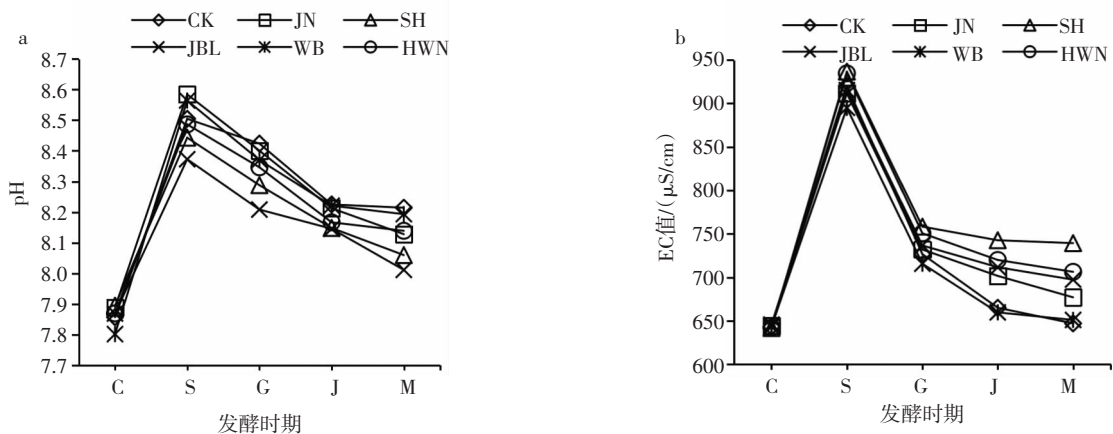 a
CK JN SH
JBL WB HWN
8.7
8.6
8.5
8.4
8.3
8.2
8.1
8.0
7.9
7.8
7.7
pH
C S G J M
发酵时期
b
CK JN SH
JBL WB HWN
950
900
850
800
750
700
650
600
EC值/(μS/cm)
C S G J M
发酵时期